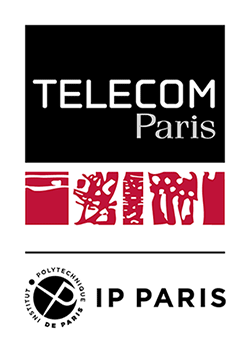 TELECOM
Paris
INSTITUT POLYTECHNIQUE DE PARIS
IP PARIS